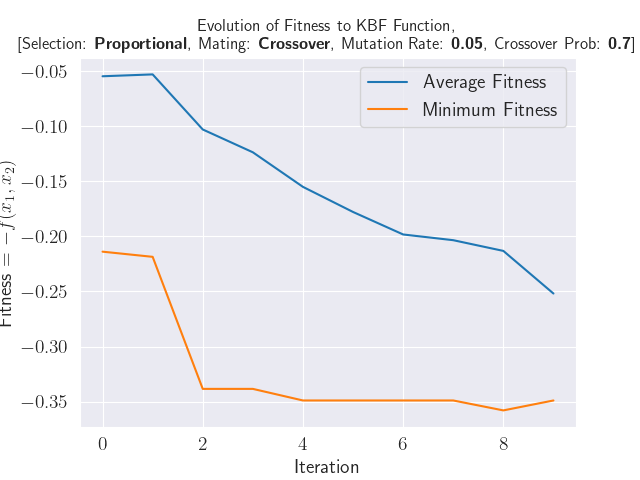 Evolution of Fitness to KBF Function,
[Selection: Proportional, Mating: Crossover, Mutation Rate: 0.05, Crossover Prob: 0.7]
Average Fitness
Minimum Fitness
Fitness = −f(x₁, x₂)
−0.05
−0.10
−0.15
−0.20
−0.25
−0.30
−0.35
0 2 4 6 8
Iteration